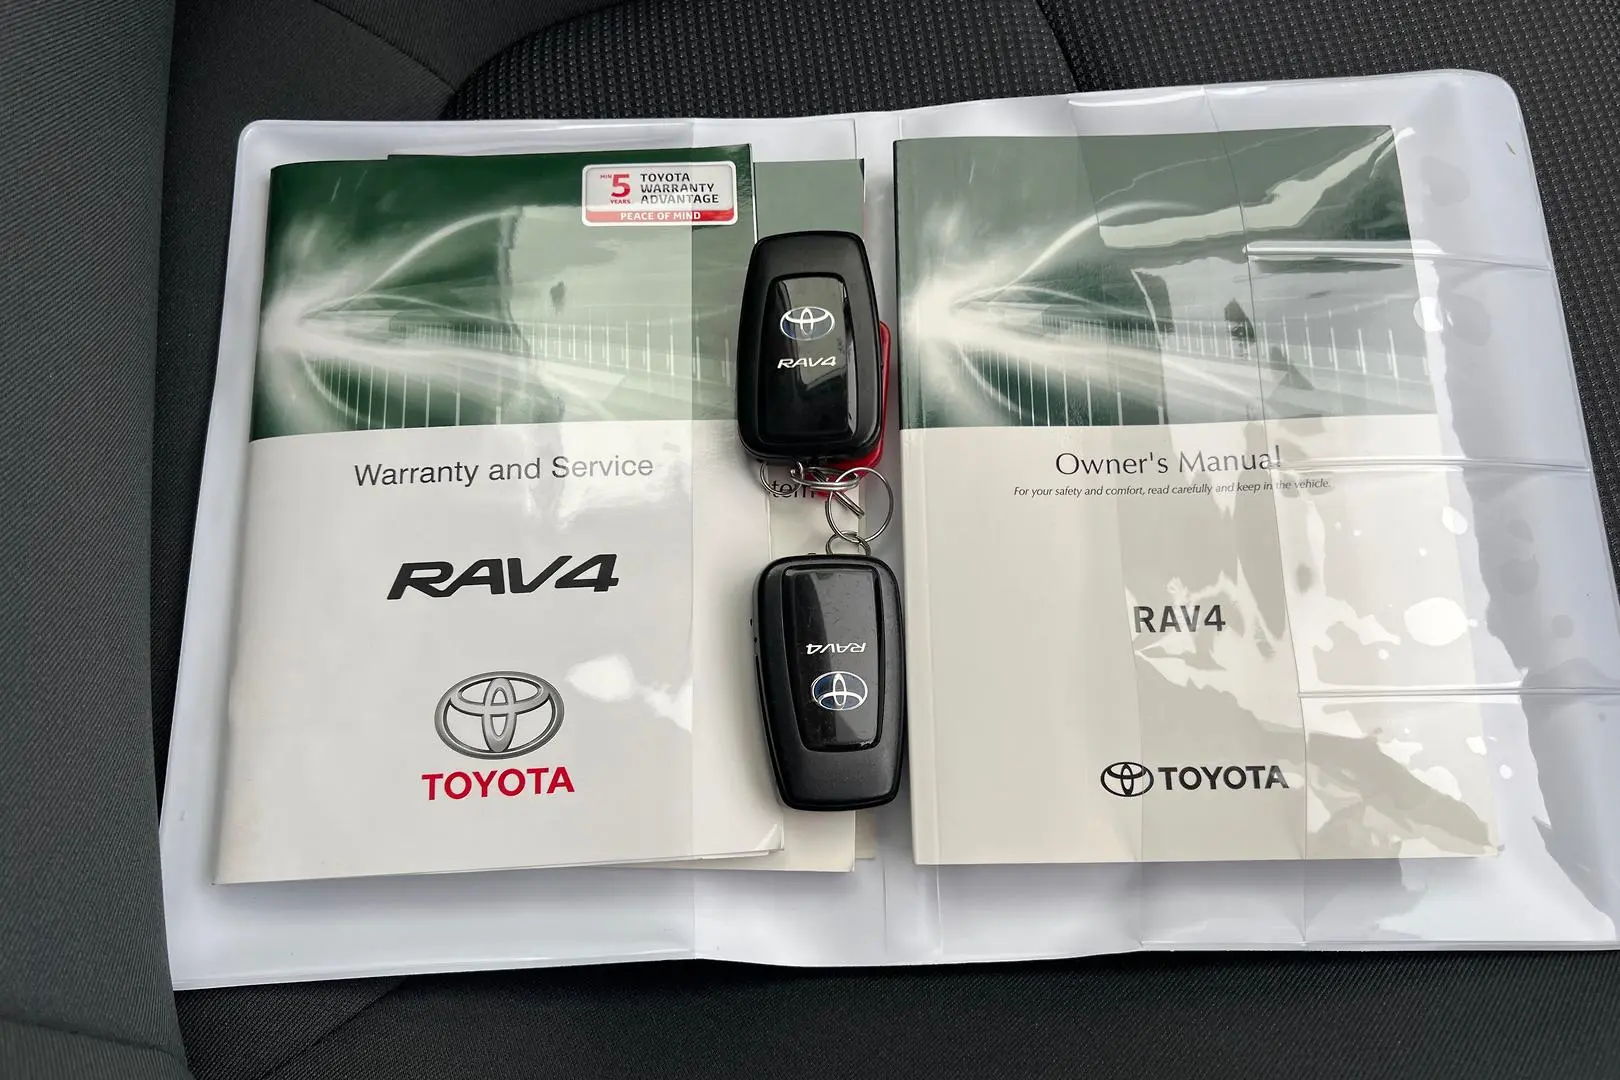 MIN 5 YEARS
TOYOTA
WARRANTY
ADVANTAGE
PEACE OF MIND
Warranty and Service
RAV4
TOYOTA
RAV4
RAV4
Owner's Manual
For your safety and comfort, read carefully and keep in the vehicle.
RAV4
TOYOTA